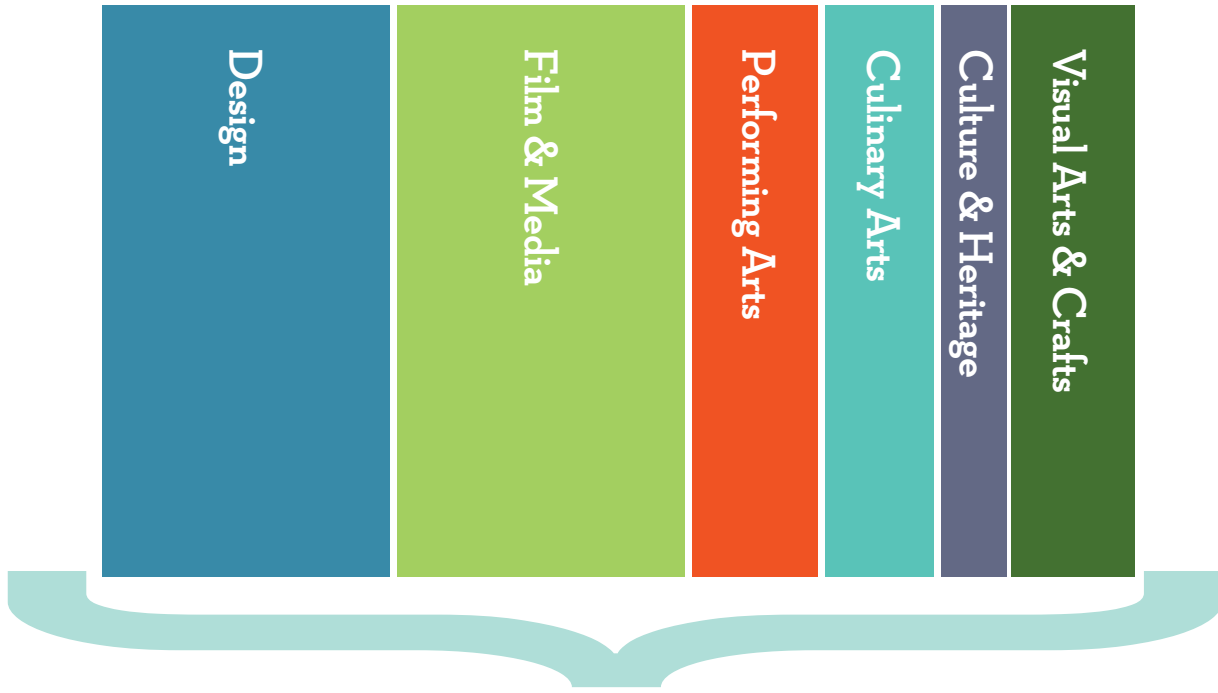 Design
Film & Media
Performing Arts
Culinary Arts
Culture & Heritage
Visual Arts & Crafts